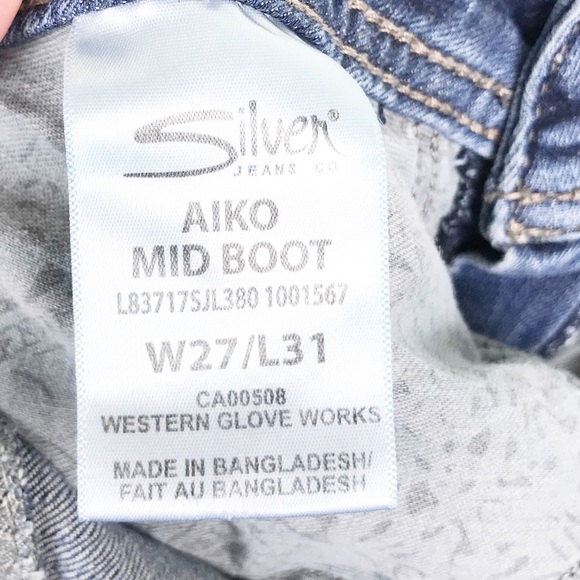 Silver®
JEANS CO
AIKO
MID BOOT
L83717SJL380 1001567
W27/L31
CA00508
WESTERN GLOVE WORKS
MADE IN BANGLADESH/
FAIT AU BANGLADESH